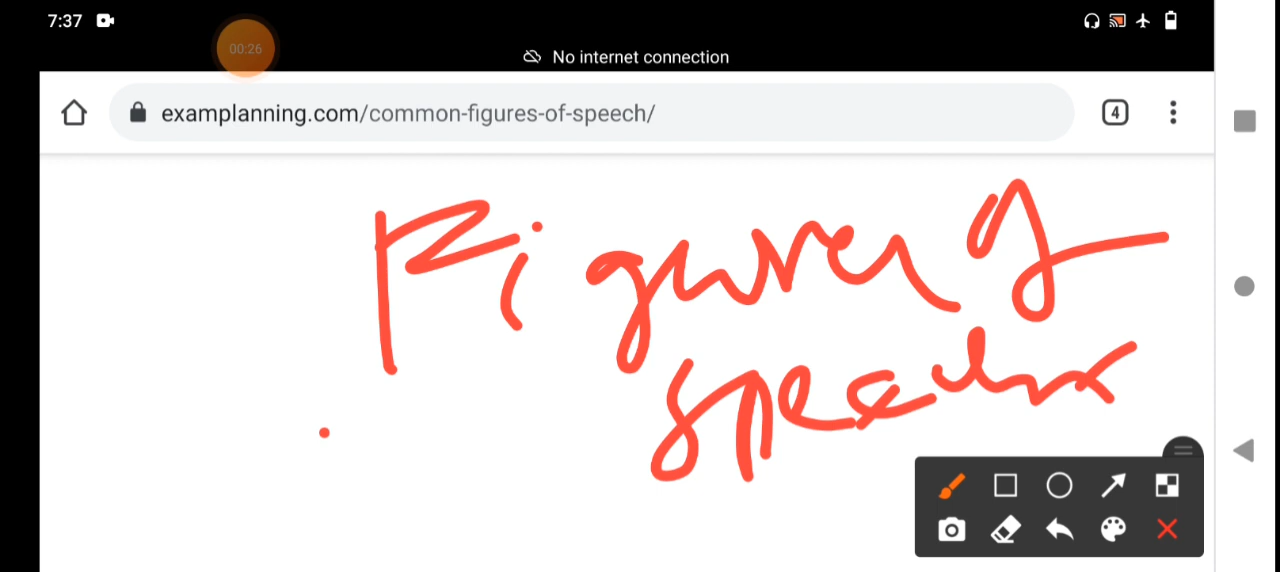 7:37
00:26
No internet connection
examplanning.com/common-figures-of-speech/
4
Figures of
speech